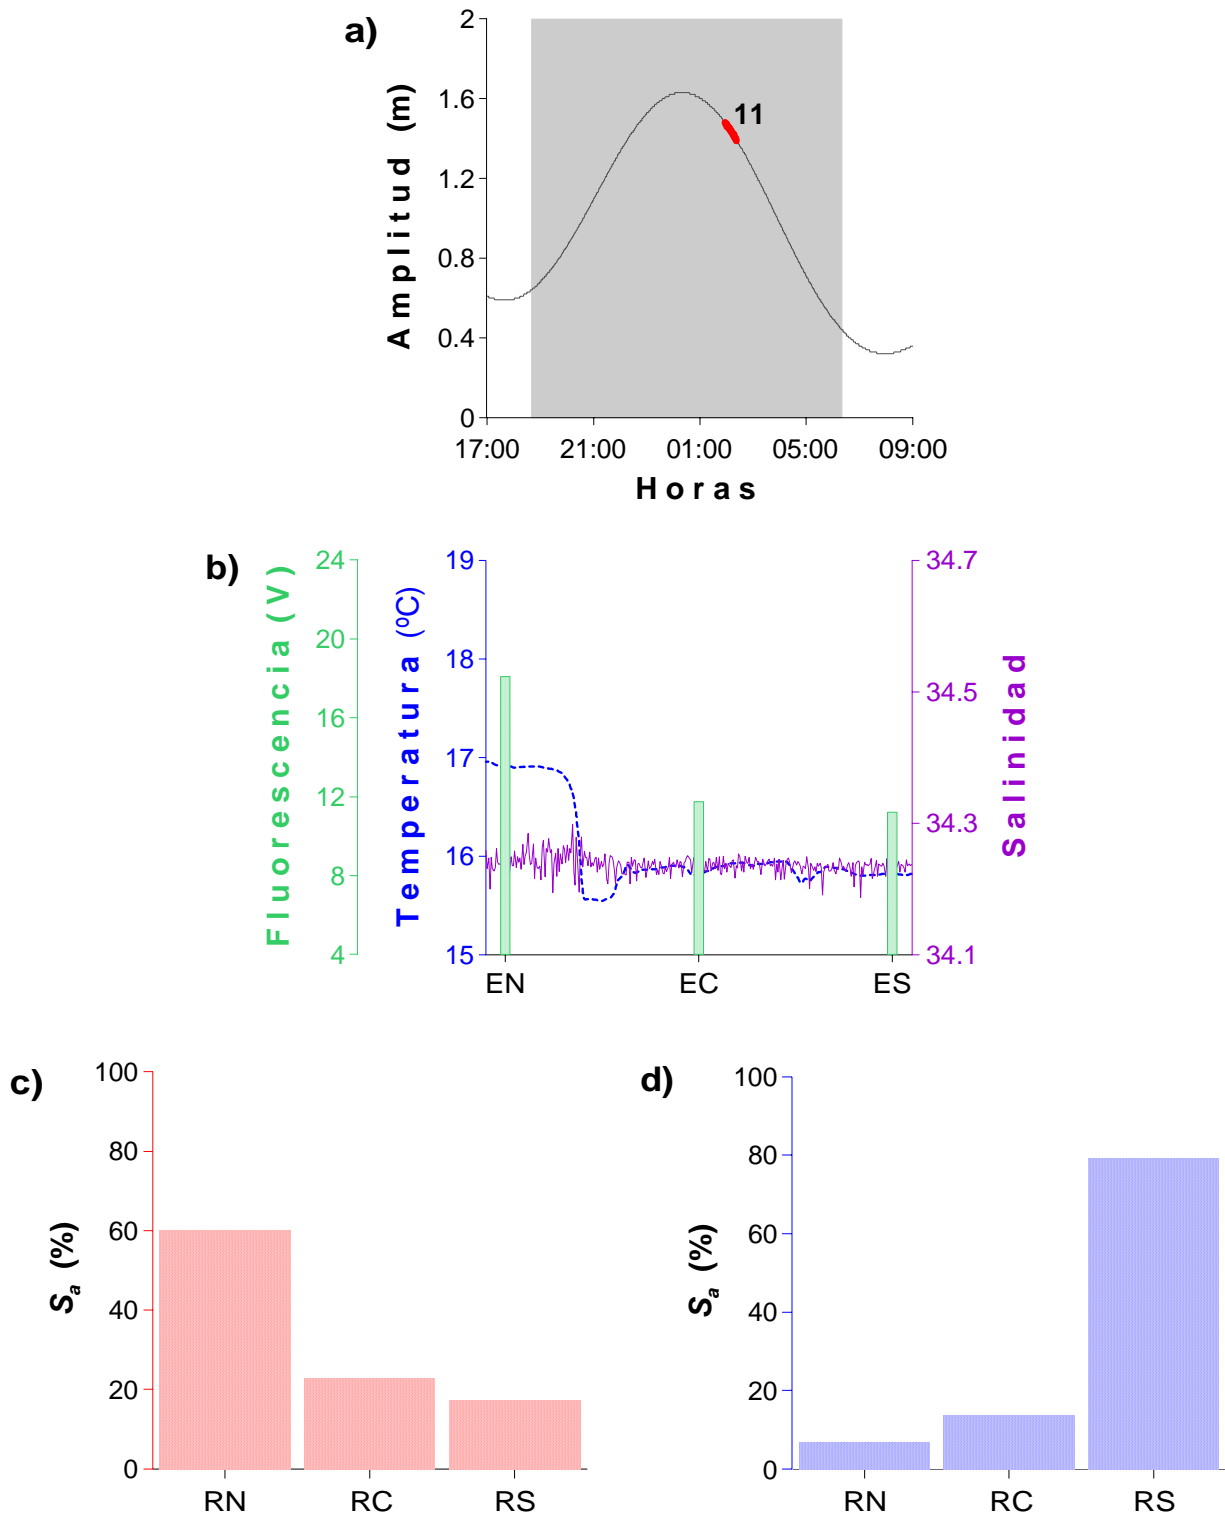 a)
Amplitud (m)
2
1.6
1.2
0.8
0.4
0
11
17:00 21:00 01:00 05:00 09:00
Horas
b)
Fluorescencia (V)
24
20
16
12
8
4
Temperatura (ºC)
19
18
17
16
15
34.7
34.5
34.3
34.1
Salinidad
EN EC ES
c)
Sa (%)
100
80
60
40
20
0
RN RC RS
d)
Sa (%)
100
80
60
40
20
0
RN RC RS